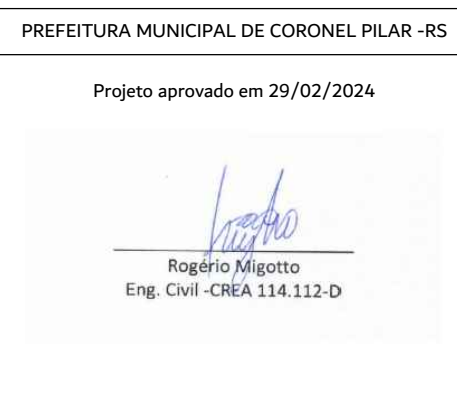 PREFEITURA MUNICIPAL DE CORONEL PILAR -RS
Projeto aprovado em 29/02/2024
Rogério Migotto
Eng. Civil -CREA 114.112-D